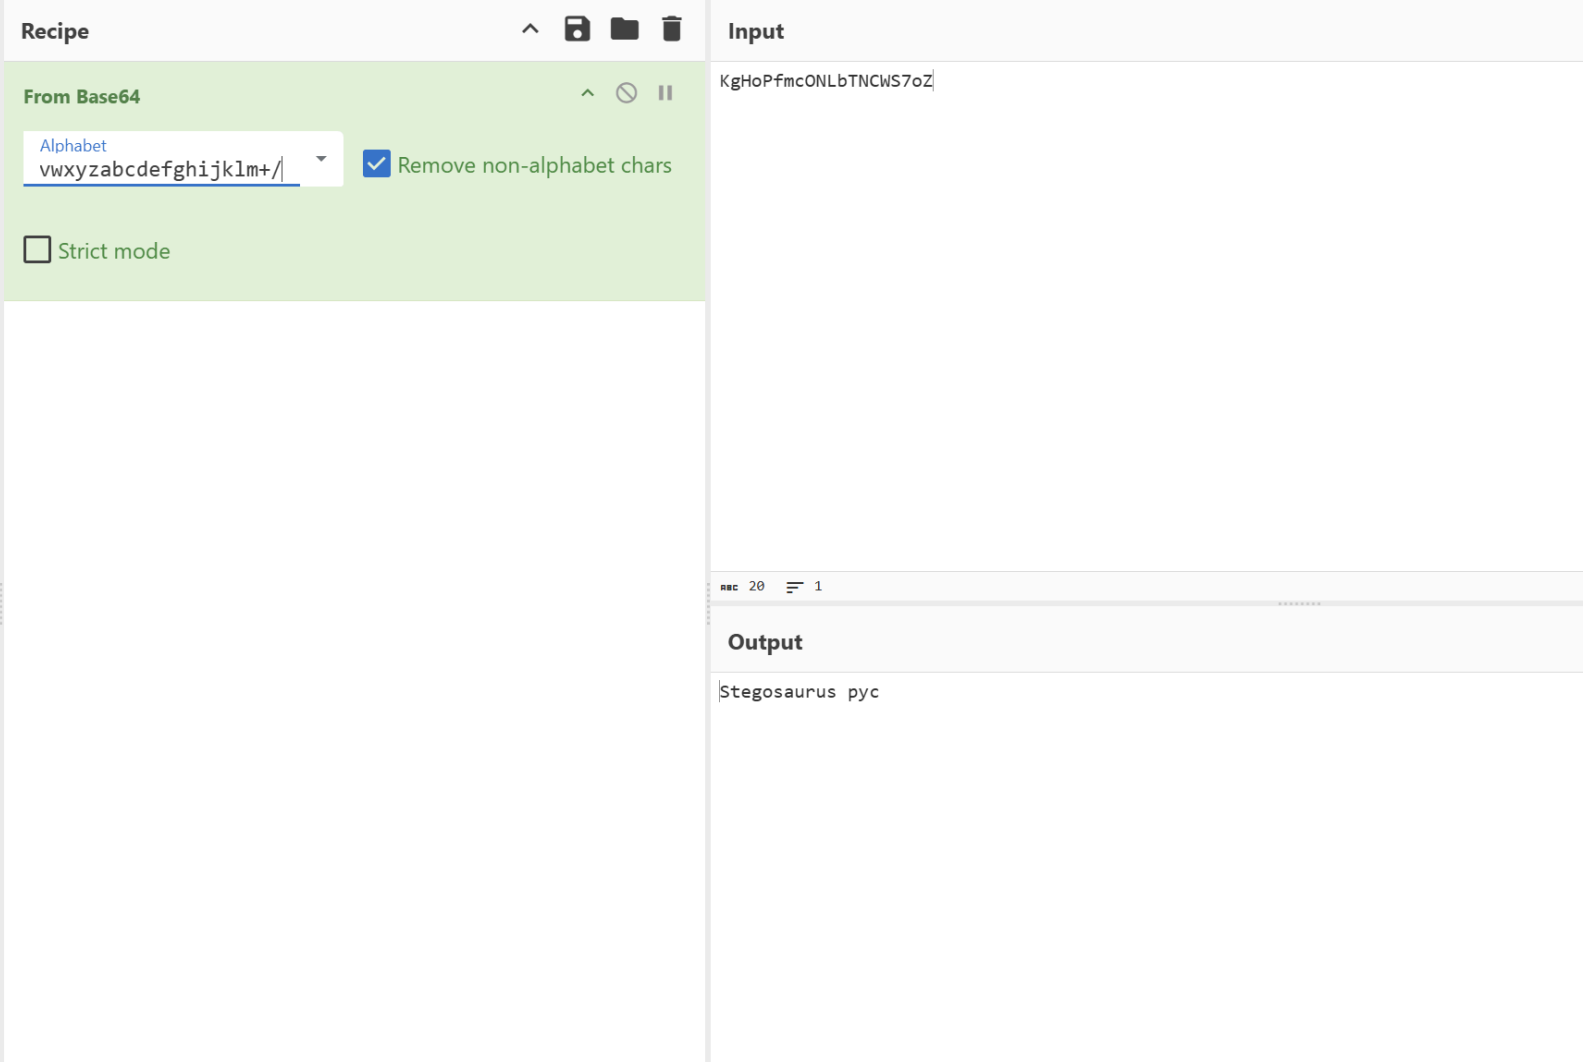 Recipe
From Base64
Alphabet
vwxyzabcdefghijklm+/
Remove non-alphabet chars
Strict mode
Input
KgHoPfmcONLbTNCWS7oZ
ABC 20 1
Output
Stegosaurus pyc